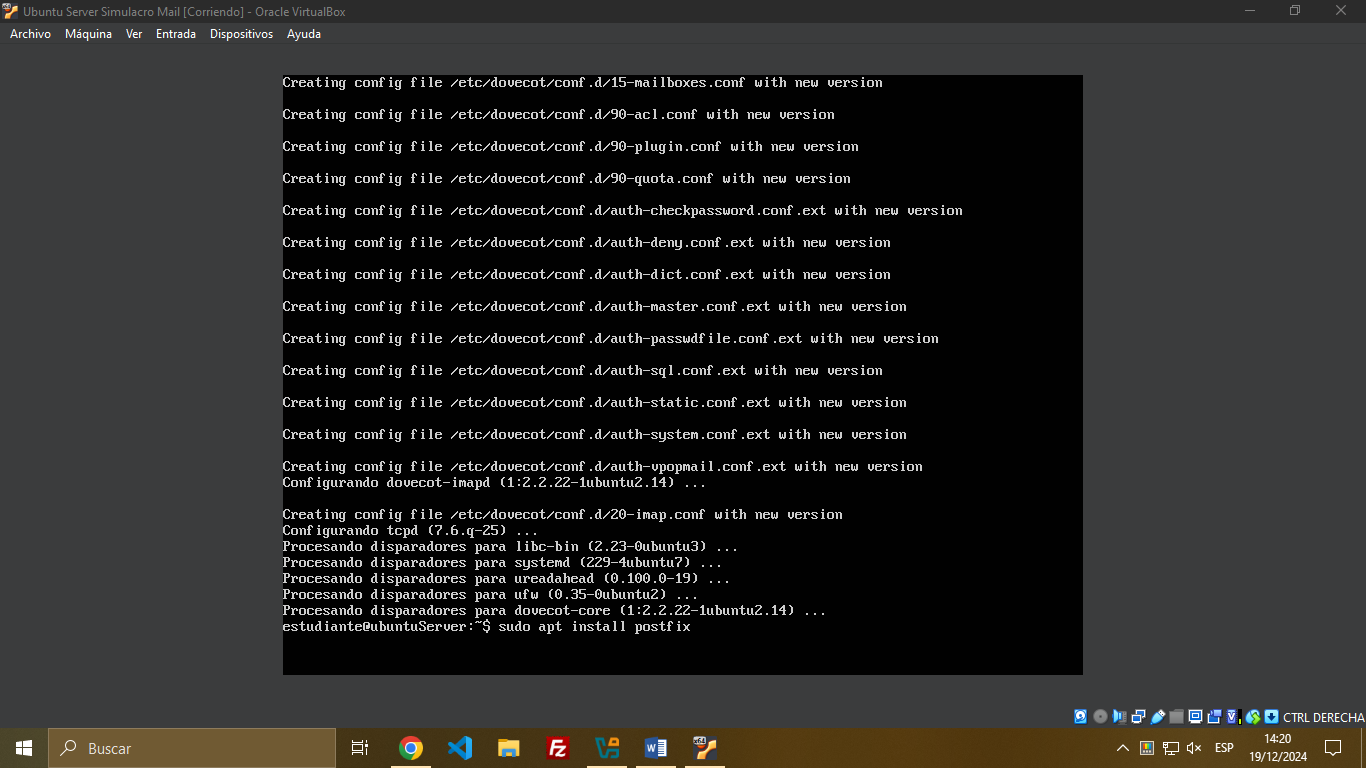 Ubuntu Server Simulacro Mail [Corriendo] - Oracle VirtualBox
Archivo Máquina Ver Entrada Dispositivos Ayuda
Creating config file /etc/dovecot/conf.d/15-mailboxes.conf with new version
Creating config file /etc/dovecot/conf.d/90-acl.conf with new version
Creating config file /etc/dovecot/conf.d/90-plugin.conf with new version
Creating config file /etc/dovecot/conf.d/90-quota.conf with new version
Creating config file /etc/dovecot/conf.d/auth-checkpassword.conf.ext with new version
Creating config file /etc/dovecot/conf.d/auth-deny.conf.ext with new version
Creating config file /etc/dovecot/conf.d/auth-dict.conf.ext with new version
Creating config file /etc/dovecot/conf.d/auth-master.conf.ext with new version
Creating config file /etc/dovecot/conf.d/auth-passwdfile.conf.ext with new version
Creating config file /etc/dovecot/conf.d/auth-sql.conf.ext with new version
Creating config file /etc/dovecot/conf.d/auth-static.conf.ext with new version
Creating config file /etc/dovecot/conf.d/auth-system.conf.ext with new version
Creating config file /etc/dovecot/conf.d/auth-vpopmail.conf.ext with new version
Configurando dovecot-imapd (1:2.2.22-1ubuntu2.14) ...
Creating config file /etc/dovecot/conf.d/20-imap.conf with new version
Configurando tcpd (7.6.q-25) ...
Procesando disparadores para libc-bin (2.23-0ubuntu3) ...
Procesando disparadores para systemd (229-4ubuntu7) ...
Procesando disparadores para ureadahead (0.100.0-19) ...
Procesando disparadores para ufw (0.35-0ubuntu2) ...
Procesando disparadores para dovecot-core (1:2.2.22-1ubuntu2.14) ...
estudiante@ubuntuServer:~$ sudo apt install postfix
CTRL DERECHA
Buscar
ESP
14:20
19/12/2024